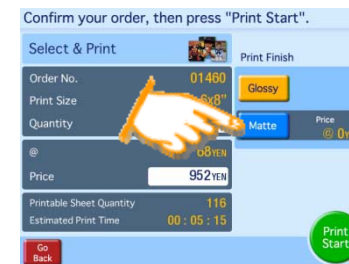 Confirm your order, then press "Print Start".
Select & Print
Print Finish
Order No. 01460
Glossy
Print Size 6x8"
Quantity
Matte
Price
@ 0
@ 68YEN
Price 952YEN
Printable Sheet Quantity 116
Estimated Print Time 00 : 05 : 15
Print
Start
Go
Back